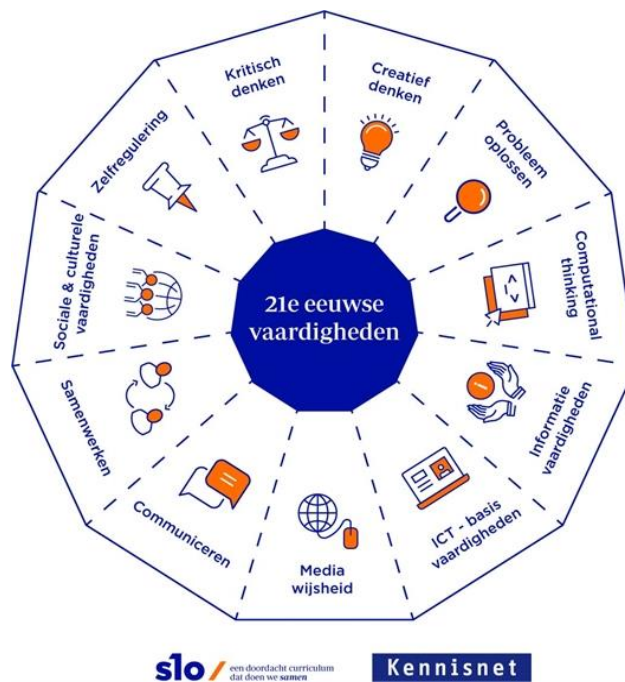 Kritisch
denken
Creatief
denken
Probleem
oplossen
Computational
thinking
Informatie
vaardigheden
ICT - basis
vaardigheden
Media
wijsheid
Communiceren
Samenwerken
Sociale & culturele
vaardigheden
Zelfregulering
21e eeuwse
vaardigheden
slo
een doordacht curriculum
dat doen we samen
Kennisnet